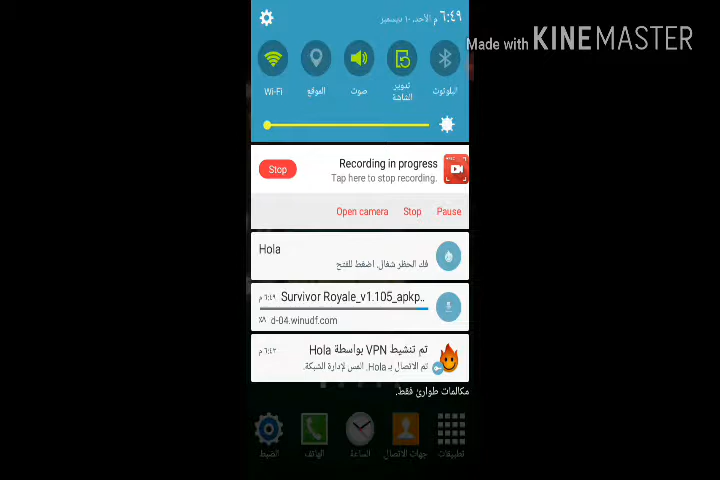 ٦:٤٩ م الأحد، ١٠ ديسمبر
Made with KINEMASTER
Wi-Fi
الموقع
صوت
تدوير الشاشة
البلوتوث
Recording in progress
Tap here to stop recording.
Stop
Open camera
Stop
Pause
Hola
فك الحظر شغال. اضغط للفتح
Survivor Royale_v1.105_apkp..
٦:٤٩ م
d-04.winudf.com
٪٨
تم تنشيط VPN بواسطة Hola
٦:٤٢ م
تم الاتصال بـ Hola. المس لإدارة الشبكة.
مكالمات طوارئ فقط.
الضبط
الهاتف
الساعة
جهات الاتصال
تطبيقات